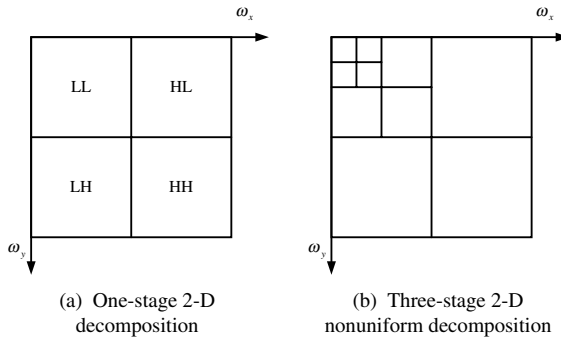 ω_x
ω_x
LL
HL
LH
HH
ω_y
ω_y
(a) One-stage 2-D
decomposition
(b) Three-stage 2-D
nonuniform decomposition